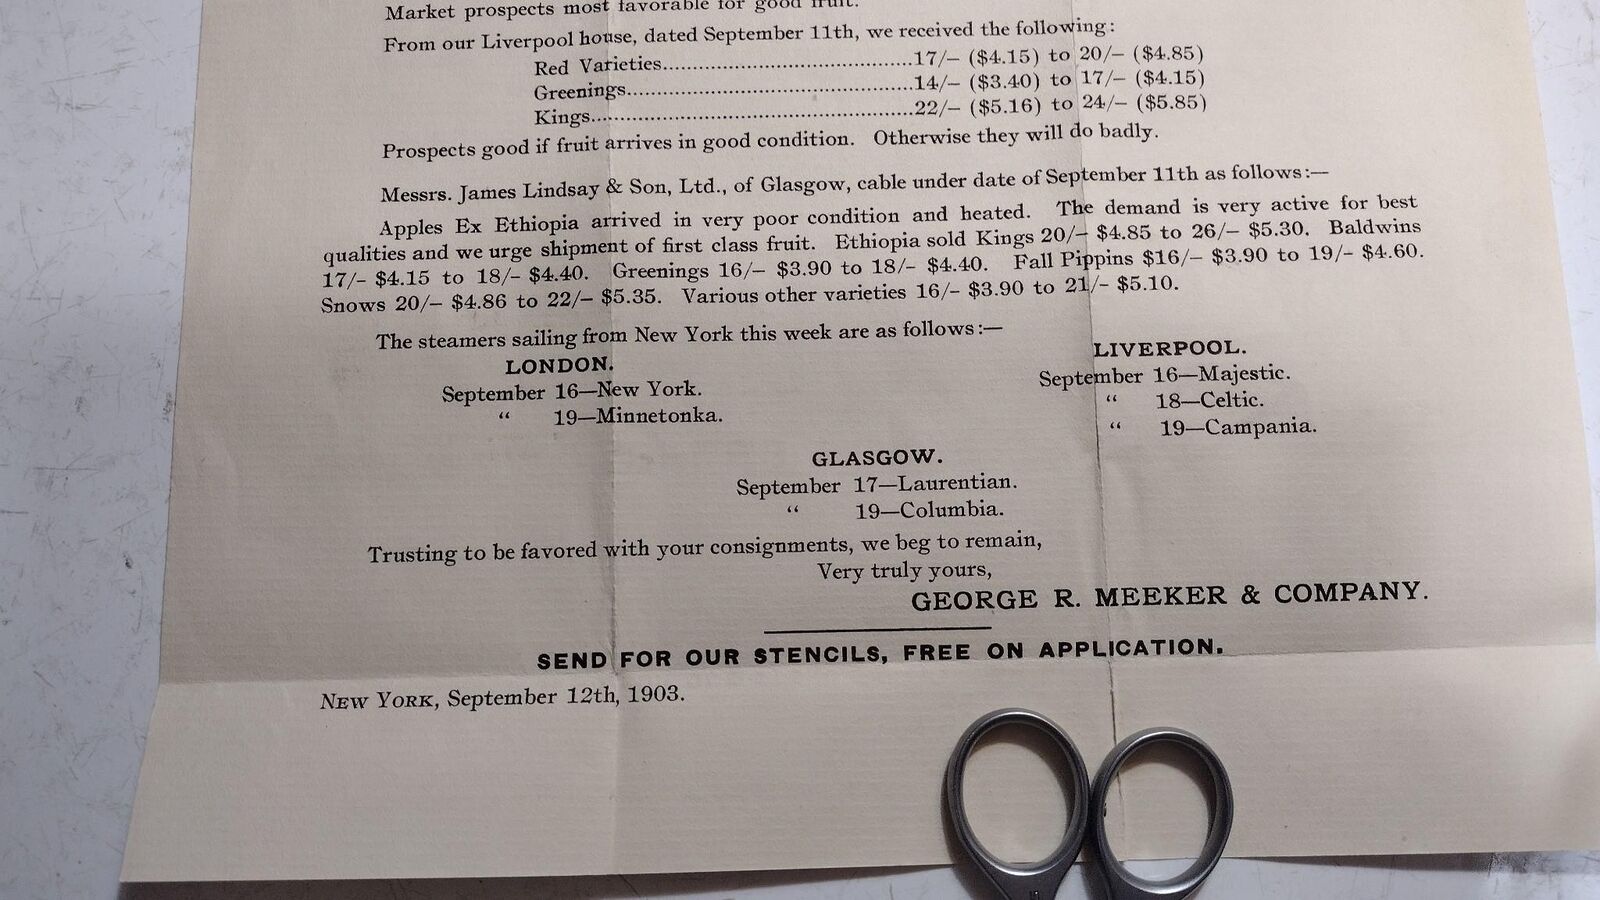 Market prospects most favorable for good fruit.
From our Liverpool house, dated September 11th, we received the following:
Red Varieties..........................................17/– ($4.15) to 20/– ($4.85)
Greenings................................................14/– ($3.40) to 17/– ($4.15)
Kings......................................................22/– ($5.16) to 24/– ($5.85)
Prospects good if fruit arrives in good condition. Otherwise they will do badly.
Messrs. James Lindsay & Son, Ltd., of Glasgow, cable under date of September 11th as follows:—
Apples Ex Ethiopia arrived in very poor condition and heated. The demand is very active for best
qualities and we urge shipment of first class fruit. Ethiopia sold Kings 20/– $4.85 to 26/– $5.30. Baldwins
17/- $4.15 to 18/– $4.40. Greenings 16/– $3.90 to 18/- $4.40. Fall Pippins $16/– $3.90 to 19/– $4.60.
Snows 20/– $4.86 to 22/– $5.35. Various other varieties 16/- $3.90 to 21/- $5.10.
The steamers sailing from New York this week are as follows:—
LONDON.
September 16—New York.
“ 19—Minnetonka.
LIVERPOOL.
September 16—Majestic.
“ 18—Celtic.
“ 19—Campania.
GLASGOW.
September 17—Laurentian.
“ 19—Columbia.
Trusting to be favored with your consignments, we beg to remain,
Very truly yours,
GEORGE R. MEEKER & COMPANY.
SEND FOR OUR STENCILS, FREE ON APPLICATION.
NEW YORK, September 12th, 1903.